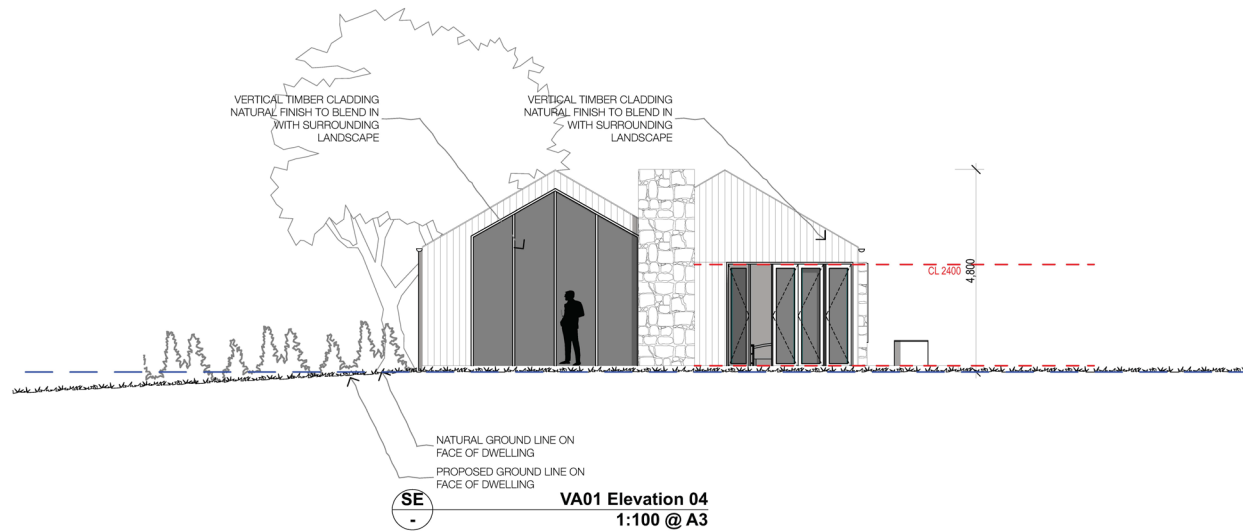 VERTICAL TIMBER CLADDING
NATURAL FINISH TO BLEND IN
WITH SURROUNDING
LANDSCAPE
VERTICAL TIMBER CLADDING
NATURAL FINISH TO BLEND IN
WITH SURROUNDING
LANDSCAPE
CL 2400
4,800
NATURAL GROUND LINE ON
FACE OF DWELLING
PROPOSED GROUND LINE ON
FACE OF DWELLING
SE
-
VA01 Elevation 04
1:100 @ A3